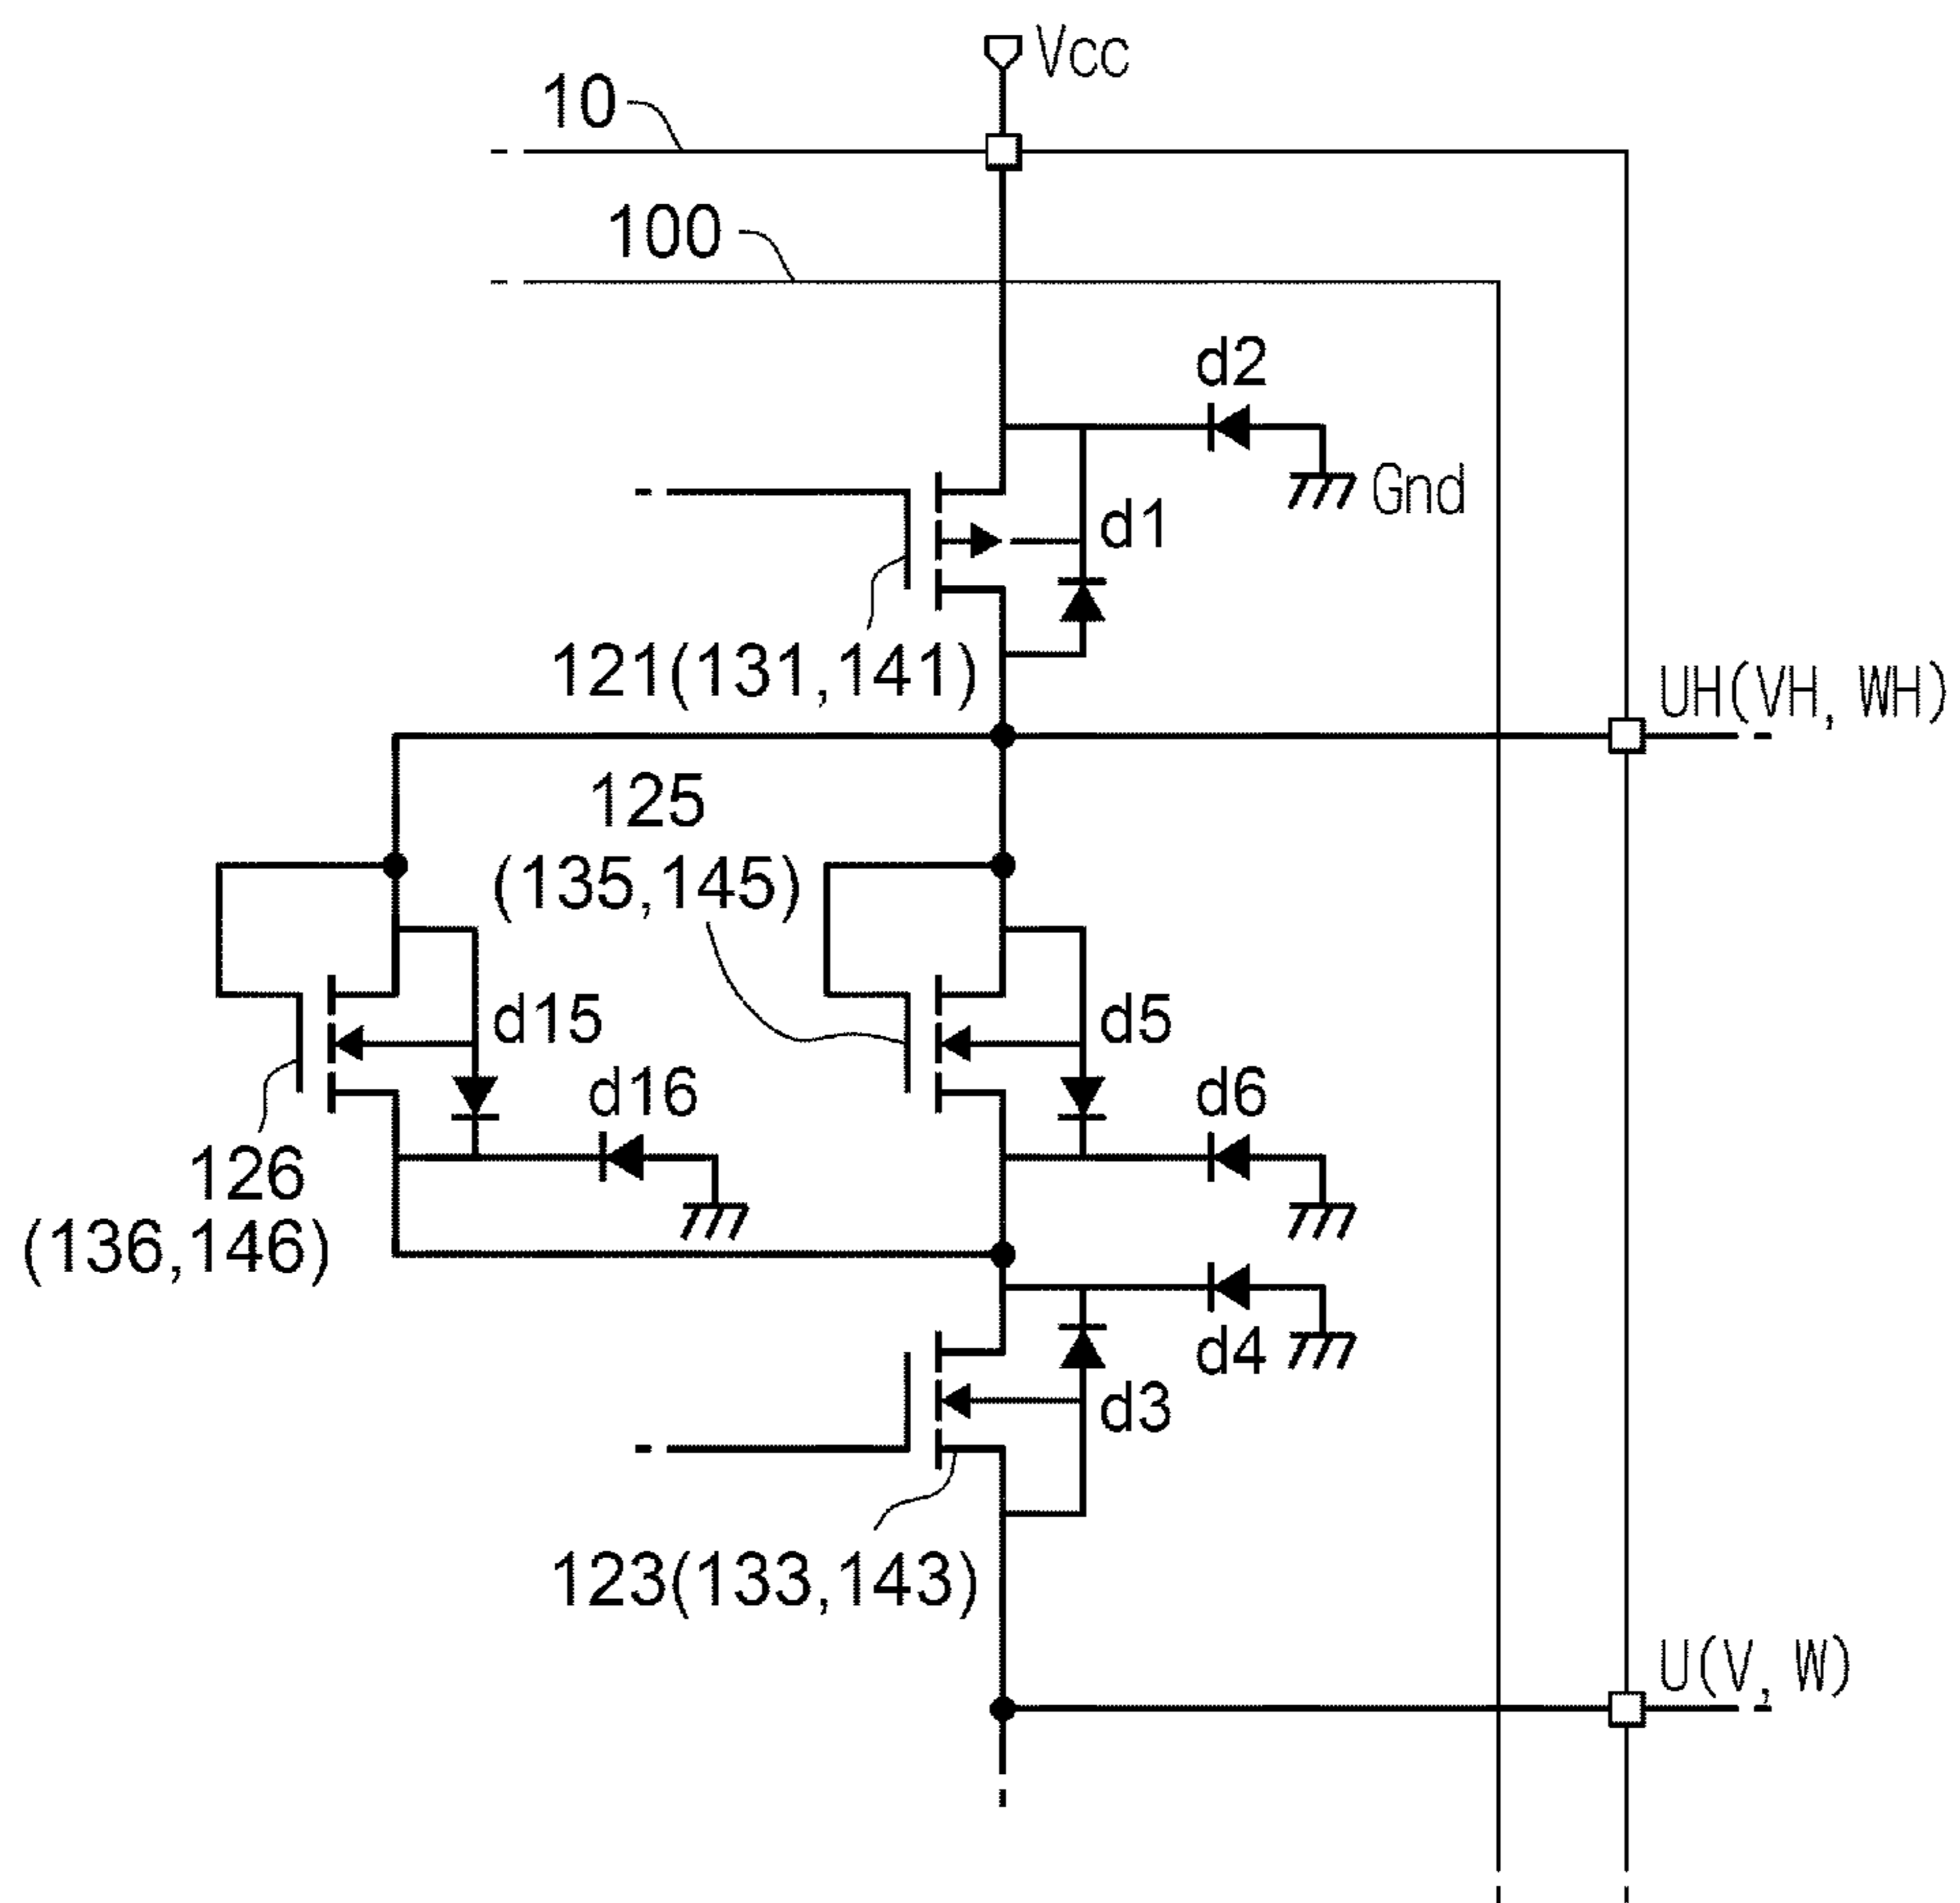 Vcc
10
100
d2
Gnd
d1
121(131,141)
UH(VH, WH)
125
(135,145)
d15
d5
d16
d6
126
(136,146)
d4
d3
123(133,143)
U(V, W)